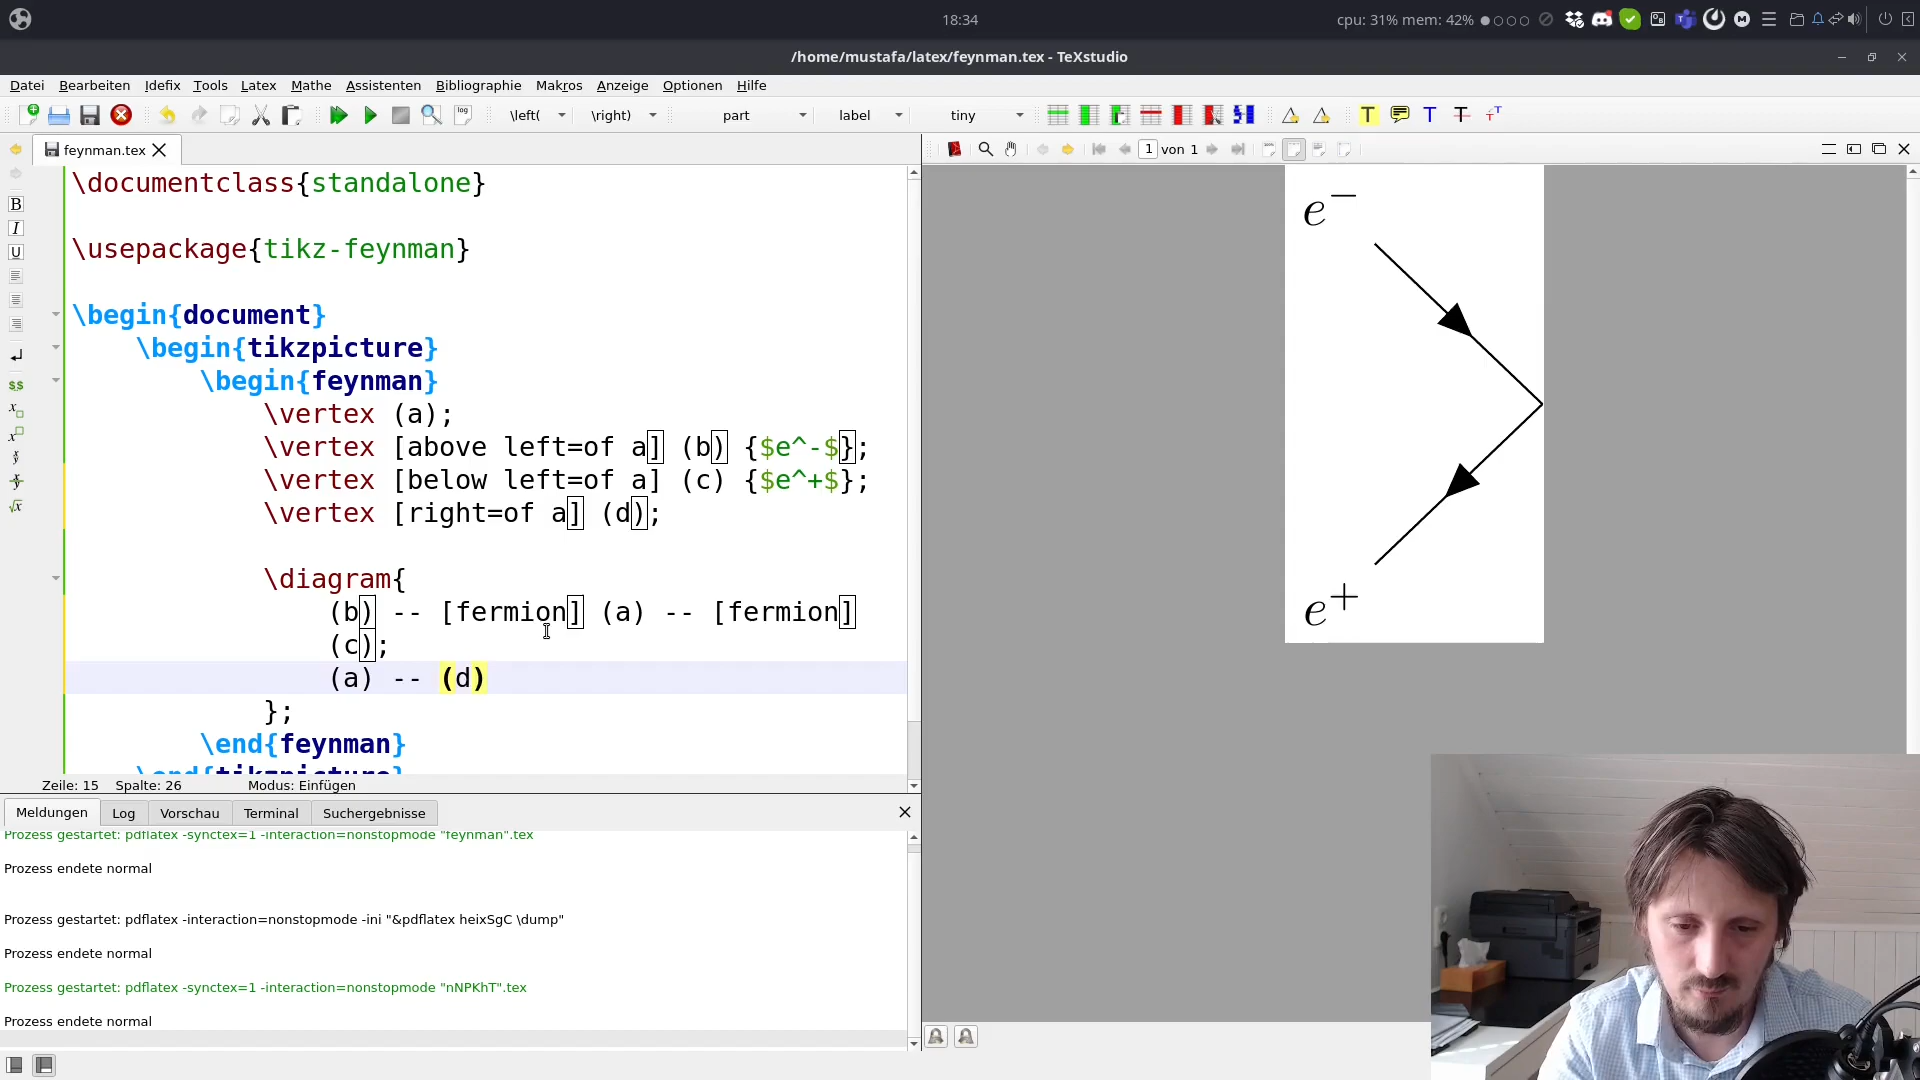 18:34
cpu: 31% mem: 42%
/home/mustafa/latex/feynman.tex - TeXstudio
Datei Bearbeiten Idefix Tools Latex Mathe Assistenten Bibliographie Makros Anzeige Optionen Hilfe
\left( \right) part label tiny
feynman.tex
1 von 1
\documentclass{standalone}
\usepackage{tikz-feynman}
\begin{document}
\begin{tikzpicture}
\begin{feynman}
\vertex (a);
\vertex [above left=of a] (b) {$e^-$};
\vertex [below left=of a] (c) {$e^+$};
\vertex [right=of a] (d);
\diagram{
(b) -- [fermion] (a) -- [fermion]
(c);
(a) -- (d)
};
\end{feynman}
\end{tikzpicture}
Zeile: 15 Spalte: 26 Modus: Einfügen
Meldungen Log Vorschau Terminal Suchergebnisse
Prozess gestartet: pdflatex -synctex=1 -interaction=nonstopmode "feynman".tex
Prozess endete normal
Prozess gestartet: pdflatex -interaction=nonstopmode -ini "&pdflatex heixSgC \dump"
Prozess endete normal
Prozess gestartet: pdflatex -synctex=1 -interaction=nonstopmode "nNPKhT".tex
Prozess endete normal
e⁻
e⁺